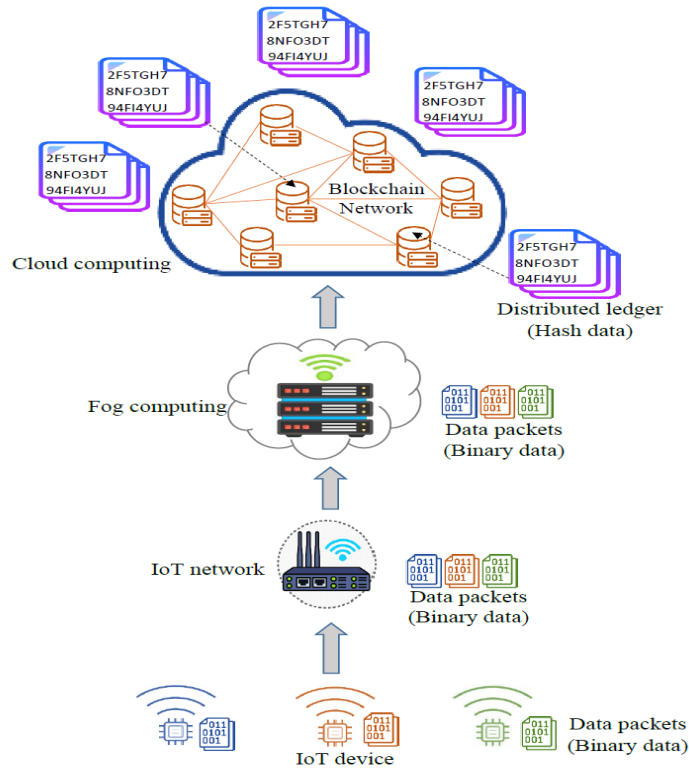 2F5TGH7
8NFO3DT
94FI4YUJ
2F5TGH7
8NFO3DT
94FI4YUJ
2F5TGH7
8NFO3DT
94FI4YUJ
2F5TGH7
8NFO3DT
94FI4YUJ
Blockchain
Network
Cloud computing
2F5TGH7
8NFO3DT
94FI4YUJ
Distributed ledger
(Hash data)
Fog computing
011
0101
001
011
0101
001
011
0101
001
Data packets
(Binary data)
IoT network
011
0101
001
011
0101
001
011
0101
001
Data packets
(Binary data)
011
0101
001
011
0101
001
011
0101
001
IoT device
Data packets
(Binary data)